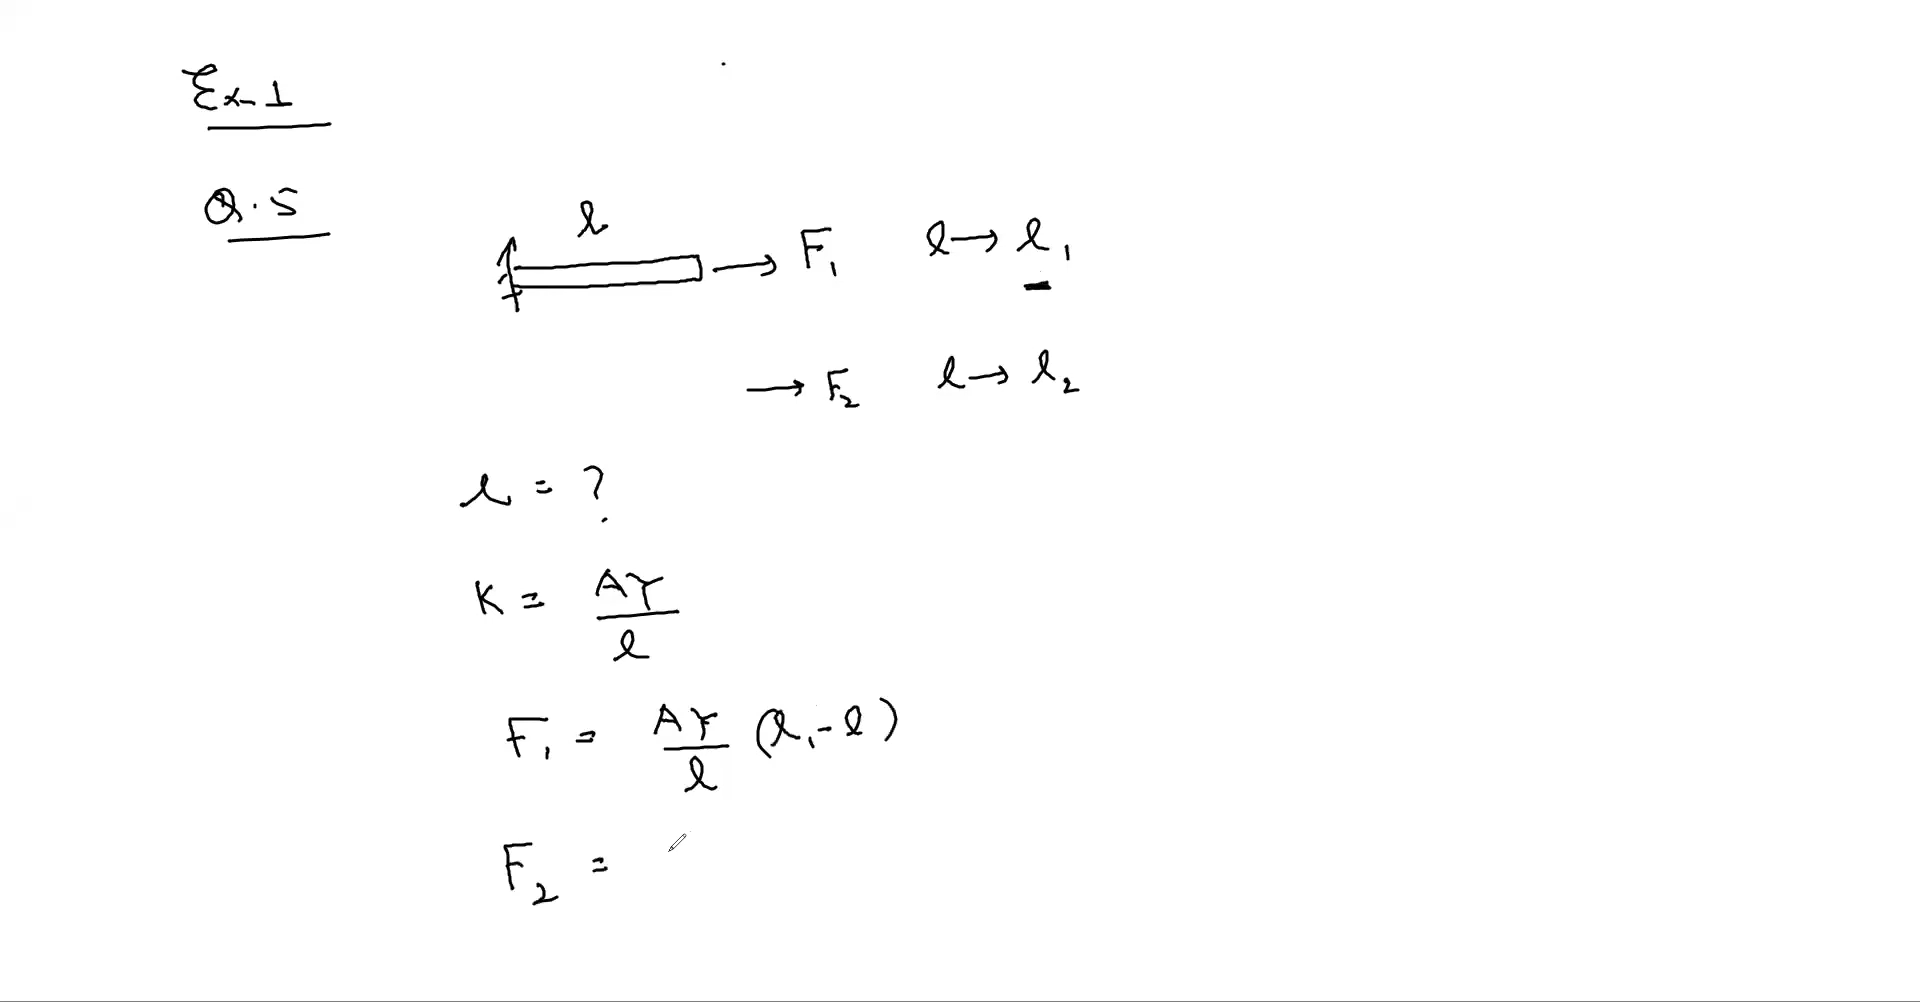 Ex-1
Q.5
l
F₁ l → l₁
→ F₂ l → l₂
l = ?
K = AY/l
F₁ = AY/l (l₁ - l)
F₂ =